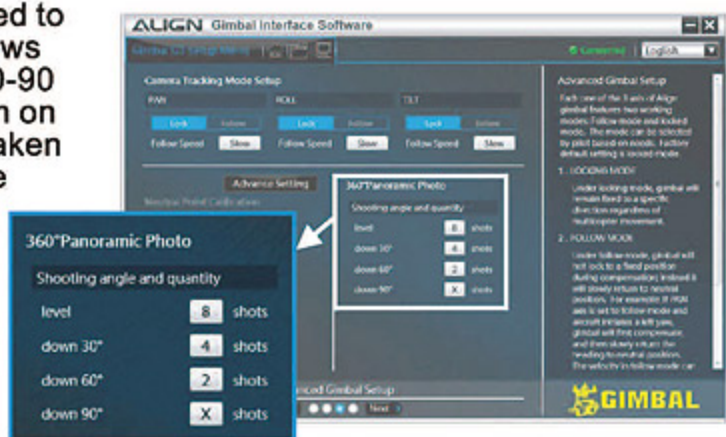 ed to
ws
0-90
n on
aken
e
ALIGN Gimbal Interface Software
Connected English
Camera Tracking Mode Setup
PAN ROLL TILT
Lock Follow Lock Follow Lock Follow
Follow Speed Slow Follow Speed Slow Follow Speed Slow
Advance Setting
Neutral Point Calibration
360°Panoramic Photo
Shooting angle and quantity
level 8 shots
down 30° 4 shots
down 60° 2 shots
down 90° X shots
360°Panoramic Photo
Shooting angle and quantity
level 8 shots
down 30° 4 shots
down 60° 2 shots
down 90° X shots
nced Gimbal Setup
Next
Advanced Gimbal Setup
Each one of the 3 axis of Align
gimbal features two working
modes: Follow mode and locked
mode. The mode can be selected
by pilot based on needs. Factory
default setting is locked mode.
1. LOCKING MODE
Under locking mode, gimbal will
remain fixed to a specific
direction regardless of
multicopter movement.
2. FOLLOW MODE
Under follow mode, gimbal will
not lock to a fixed position
during compensation; instead it
will slowly return to neutral
position. For example: If PAN
axis is set to follow mode and
aircraft initiates a left yaw,
gimbal will first compensate,
and then slowly return the
heading to neutral position.
The velocity in follow mode can
GIMBAL